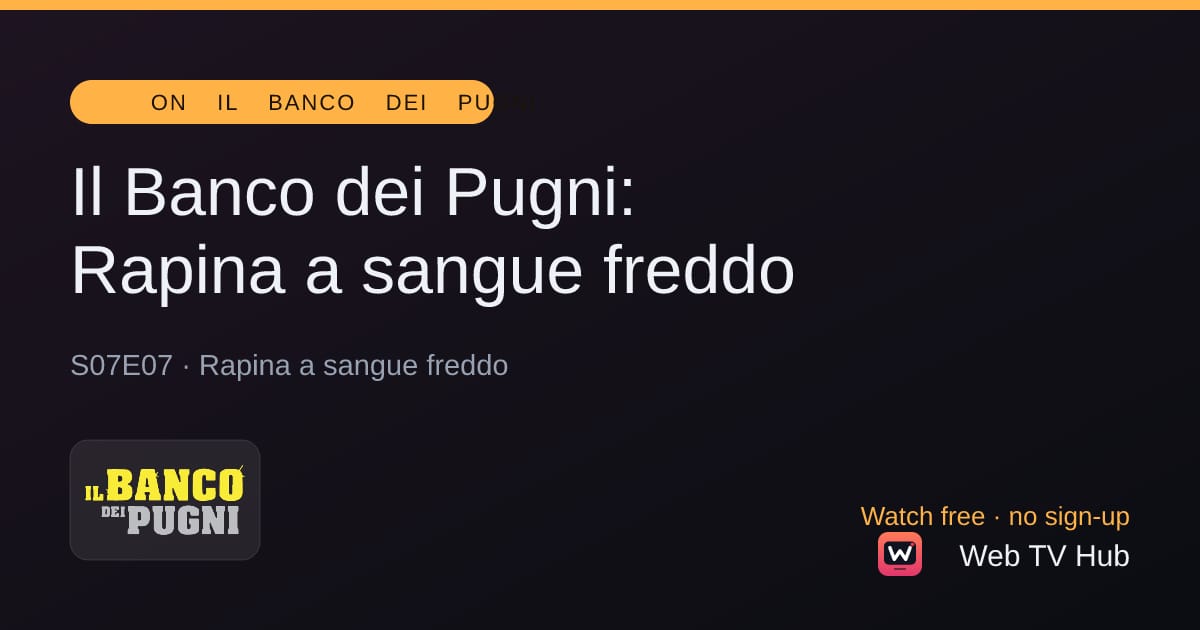 ON IL BANCO DEI PUGNI
Il Banco dei Pugni:
Rapina a sangue freddo
S07E07 · Rapina a sangue freddo
IL BANCO
DEI PUGNI
Watch free · no sign-up
W
Web TV Hub